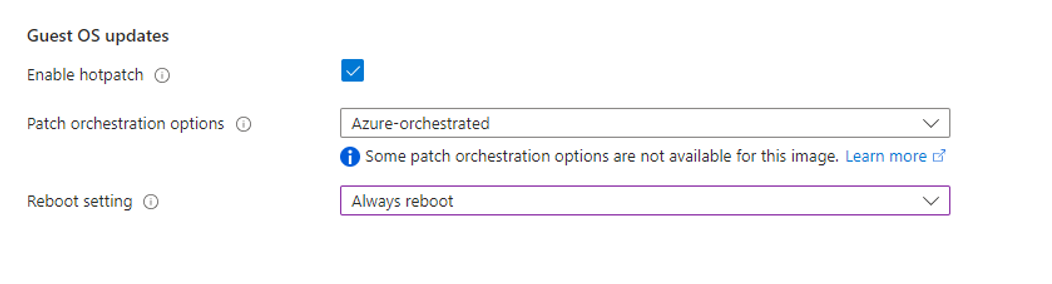 Guest OS updates
Enable hotpatch
Patch orchestration options
Azure-orchestrated
Some patch orchestration options are not available for this image. Learn more
Reboot setting
Always reboot